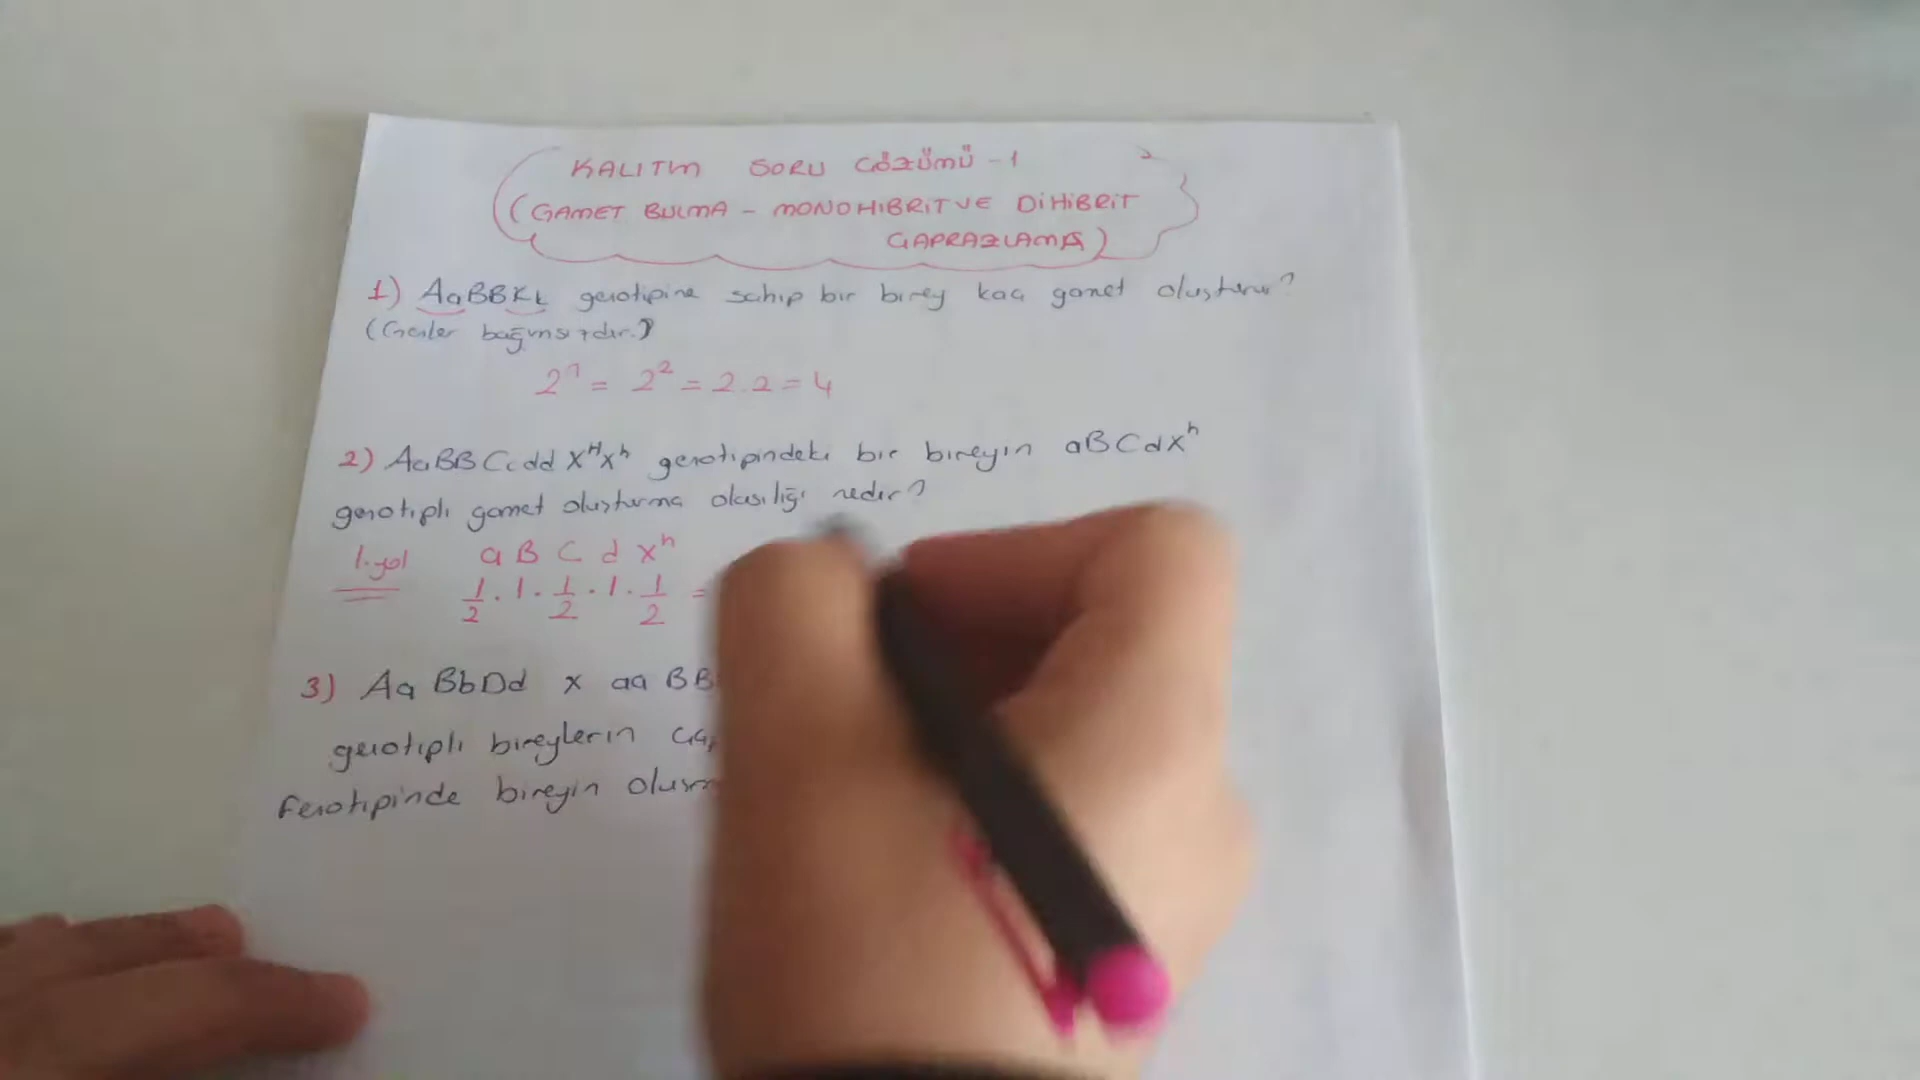 KALITIM SORU ÇÖZÜMÜ - 1
(GAMET BULMA - MONOHİBRİT VE DİHİBRİT
ÇAPRAZLAMA)
1) AaBBKk genotipine sahip bir birey kaç gamet oluşturur?
(Genler bağımsızdır.)
2ⁿ = 2² = 2.2 = 4
2) AaBBCcdd XᴴXʰ genotipindeki bir bireyin aBCdXʰ
genotipli gamet oluşturma olasılığı nedir?
1.yol a B C d Xʰ
1/2 . 1 . 1/2 . 1 . 1/2 =
3) Aa BbDd x aa BB
genotipli bireylerin
fenotipinde bireyin